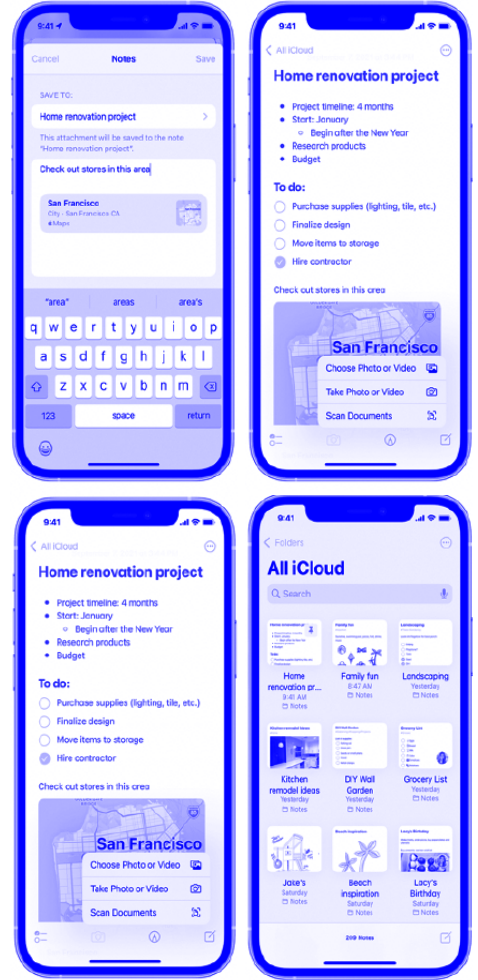 9:41
Cancel
Notes
Save
SAVE TO:
Home renovation project
This attachment will be saved to the note
"Home renovation project".
Check out stores in this area
San Francisco
City · San Francisco CA
Maps
"area"
areas
area's
q w e r t y u i o p
a s d f g h j k l
z x c v b n m
123
space
return
9:41
All iCloud
Home renovation project
Project timeline: 4 months
Start: January
Begin after the New Year
Research products
Budget
To do:
Purchase supplies (lighting, tile, etc.)
Finalize design
Move items to storage
Hire contractor
Check out stores in this area
San Francisco
Choose Photo or Video
Take Photo or Video
Scan Documents
9:41
All iCloud
Home renovation project
Project timeline: 4 months
Start: January
Begin after the New Year
Research products
Budget
To do:
Purchase supplies (lighting, tile, etc.)
Finalize design
Move items to storage
Hire contractor
Check out stores in this area
San Francisco
Choose Photo or Video
Take Photo or Video
Scan Documents
9:41
Folders
All iCloud
Search
Home
renovation pr...
9:41 AM
Notes
Family fun
8:47 AM
Notes
Landscaping
Yesterday
Notes
Kitchen
remodel ideas
Yesterday
Notes
DIY Wall
Garden
Yesterday
Notes
Grocery List
Yesterday
Notes
Jake's
Saturday
Notes
Beach
inspiration
Saturday
Notes
Lacy's
Birthday
Saturday
Notes
209 Notes